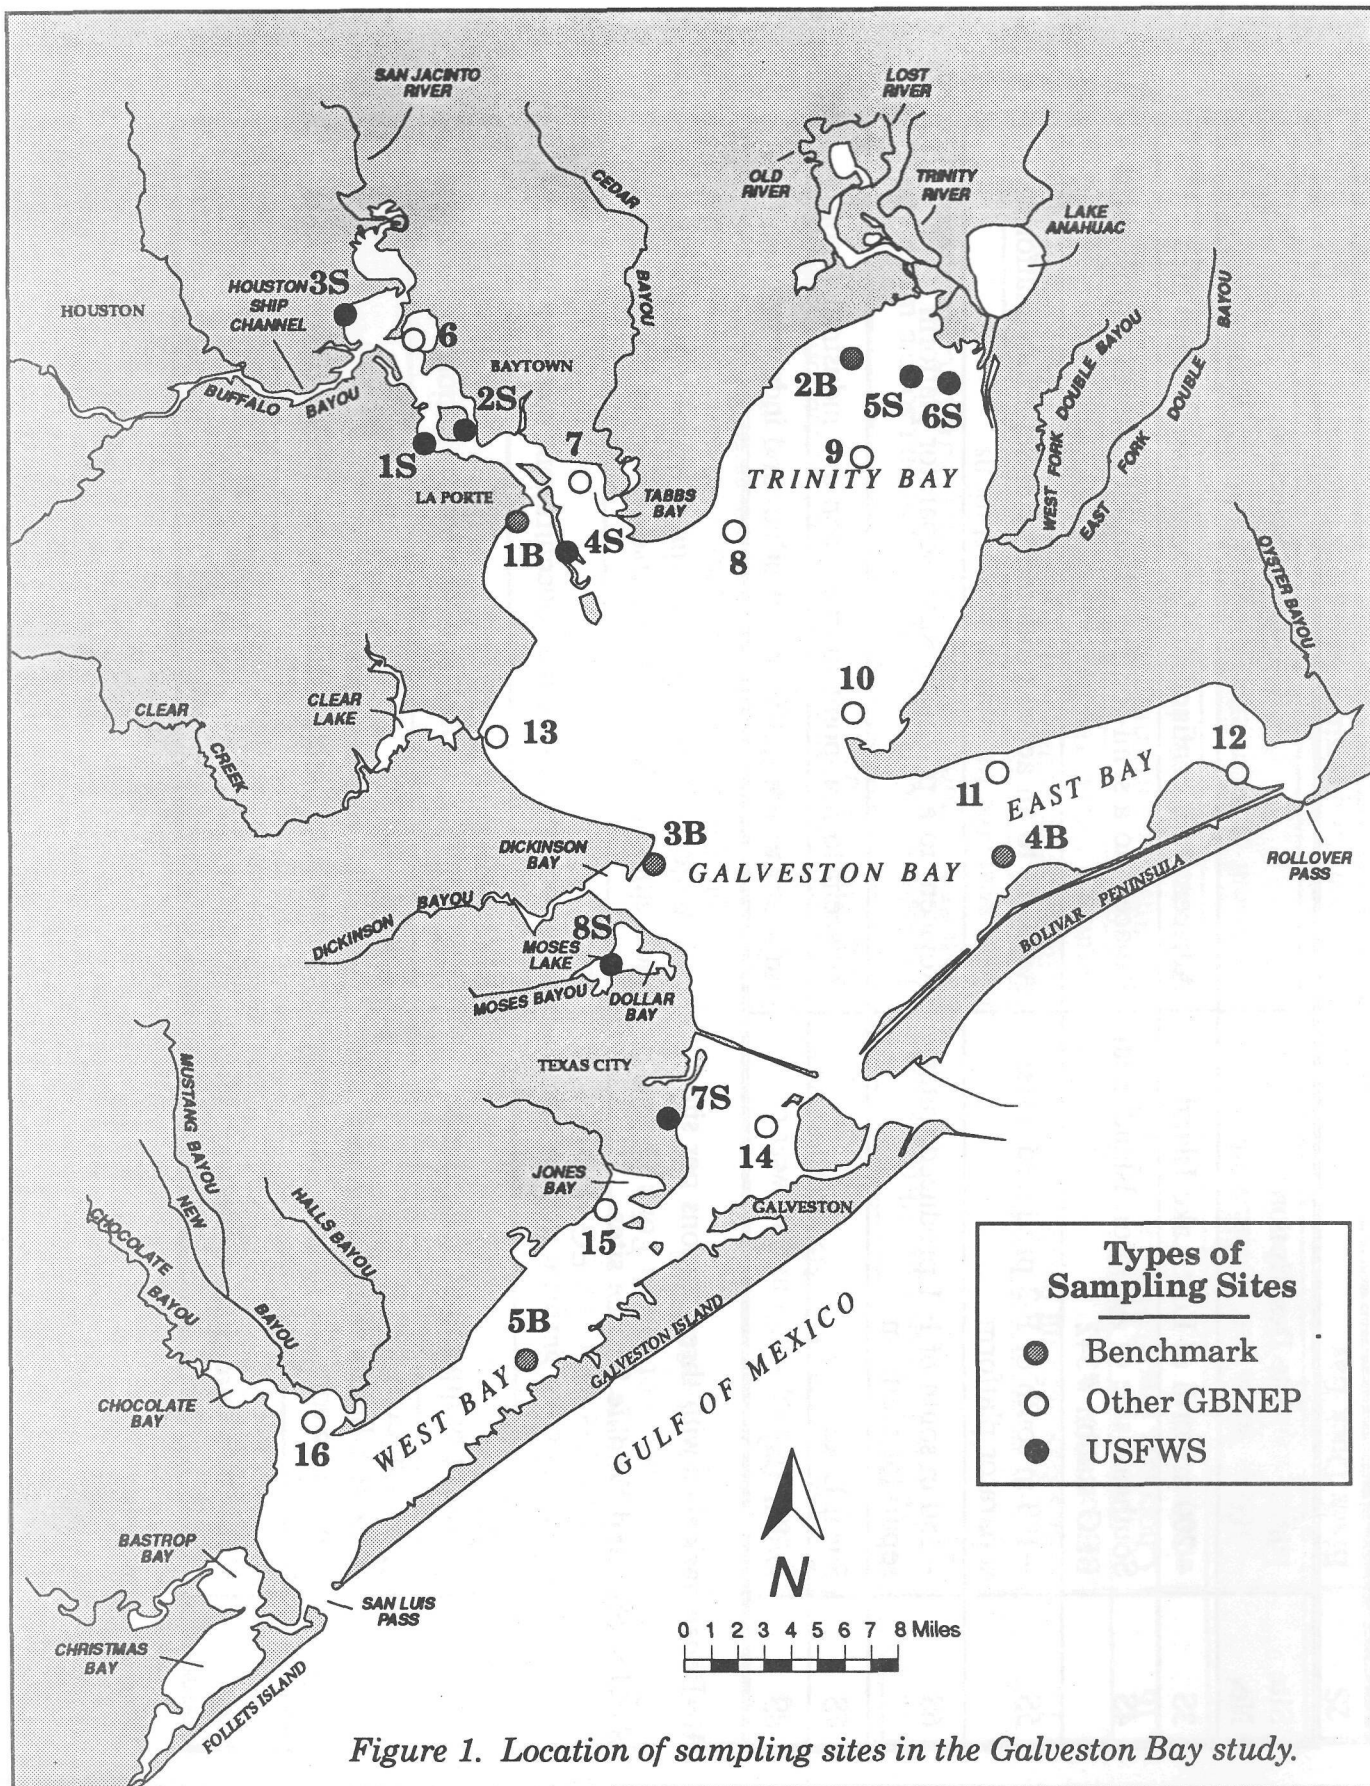 SAN JACINTO
RIVER
LOST
RIVER
OLD
RIVER
TRINITY
RIVER
LAKE
ANAHUAC
CEDAR
BAYOU
HOUSTON
HOUSTON
SHIP
CHANNEL
3S
6
BAYTOWN
BUFFALO
BAYOU
2S
1S
7
LA PORTE
TABBS
BAY
1B
4S
2B
5S
6S
9
TRINITY BAY
8
WEST FORK DOUBLE BAYOU
EAST FORK DOUBLE BAYOU
OYSTER BAYOU
10
CLEAR
LAKE
CLEAR
CREEK
13
11
12
EAST BAY
3B
4B
DICKINSON
BAY
GALVESTON BAY
ROLLOVER
PASS
BOLIVAR PENINSULA
DICKINSON BAYOU
8S
MOSES
LAKE
MOSES BAYOU
DOLLAR
BAY
TEXAS CITY
7S
14
MUSTANG BAYOU
NEW
BAYOU
CHOCOLATE
BAYOU
HALLS BAYOU
JONES
BAY
15
GALVESTON
5B
GALVESTON ISLAND
GULF OF MEXICO
WEST BAY
CHOCOLATE
BAY
16
BASTROP
BAY
SAN LUIS
PASS
CHRISTMAS
BAY
FOLLETS ISLAND
Types of
Sampling Sites
Benchmark
Other GBNEP
USFWS
N
0 1 2 3 4 5 6 7 8 Miles
Figure 1. Location of sampling sites in the Galveston Bay study.